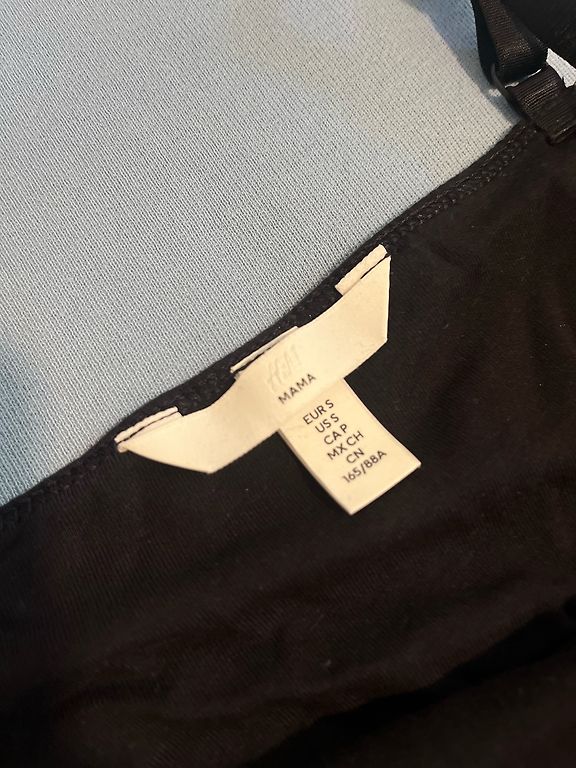 H&M
MAMA
EUR S
US S
CA P
MX CH
CN
165/88A